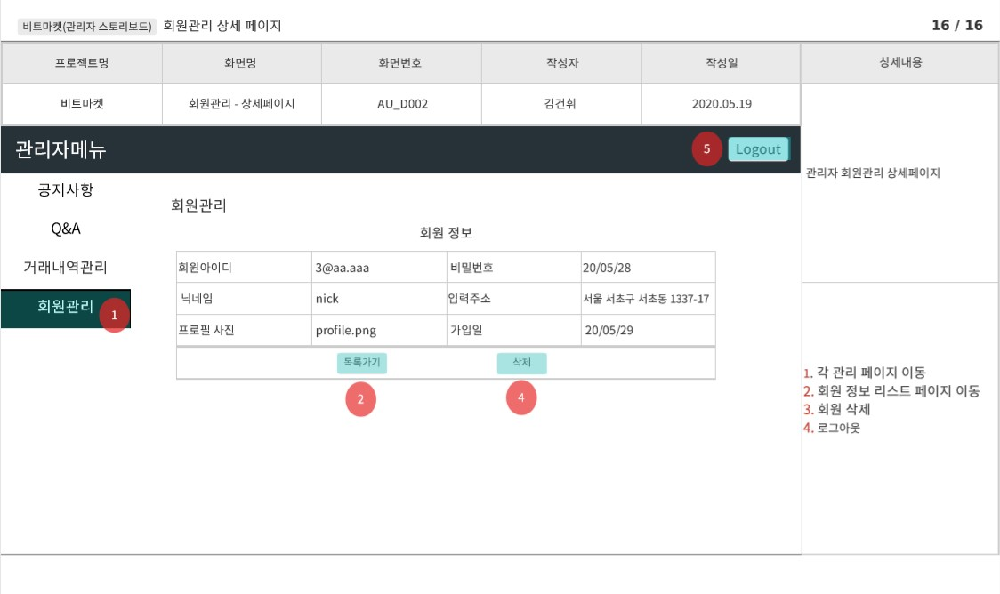 비트마켓(관리자 스토리보드) 회원관리 상세 페이지 16 / 16
프로젝트명 화면명 화면번호 작성자 작성일 상세내용
비트마켓 회원관리 - 상세페이지 AU_D002 김건휘 2020.05.19
관리자메뉴 5 Logout
관리자 회원관리 상세페이지
공지사항
회원관리
Q&A
회원 정보
거래내역관리
회원관리 1
회원아이디 3@aa.aaa 비밀번호 20/05/28
닉네임 nick 입력주소 서울 서초구 서초동 1337-17
프로필 사진 profile.png 가입일 20/05/29
목록가기 삭제
2 4
1. 각 관리 페이지 이동
2. 회원 정보 리스트 페이지 이동
3. 회원 삭제
4. 로그아웃